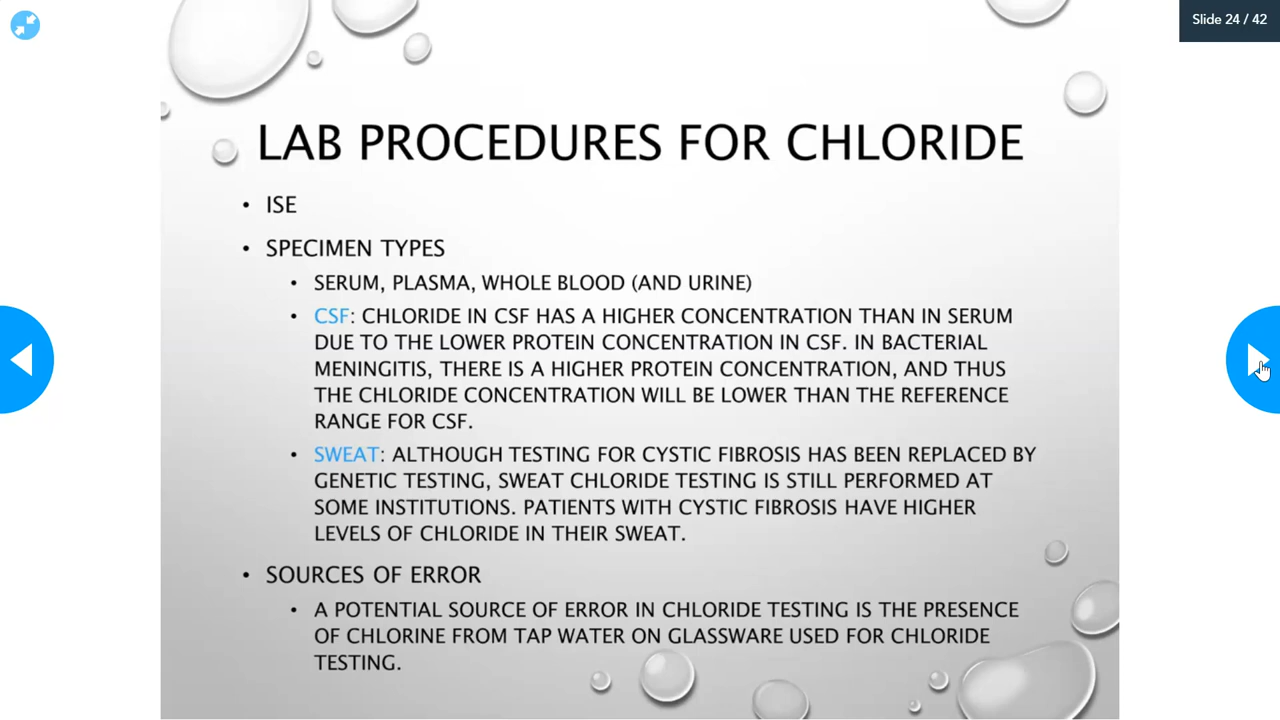 Slide 24 / 42
LAB PROCEDURES FOR CHLORIDE
• ISE
• SPECIMEN TYPES
• SERUM, PLASMA, WHOLE BLOOD (AND URINE)
• CSF: CHLORIDE IN CSF HAS A HIGHER CONCENTRATION THAN IN SERUM
DUE TO THE LOWER PROTEIN CONCENTRATION IN CSF. IN BACTERIAL
MENINGITIS, THERE IS A HIGHER PROTEIN CONCENTRATION, AND THUS
THE CHLORIDE CONCENTRATION WILL BE LOWER THAN THE REFERENCE
RANGE FOR CSF.
• SWEAT: ALTHOUGH TESTING FOR CYSTIC FIBROSIS HAS BEEN REPLACED BY
GENETIC TESTING, SWEAT CHLORIDE TESTING IS STILL PERFORMED AT
SOME INSTITUTIONS. PATIENTS WITH CYSTIC FIBROSIS HAVE HIGHER
LEVELS OF CHLORIDE IN THEIR SWEAT.
• SOURCES OF ERROR
• A POTENTIAL SOURCE OF ERROR IN CHLORIDE TESTING IS THE PRESENCE
OF CHLORINE FROM TAP WATER ON GLASSWARE USED FOR CHLORIDE
TESTING.